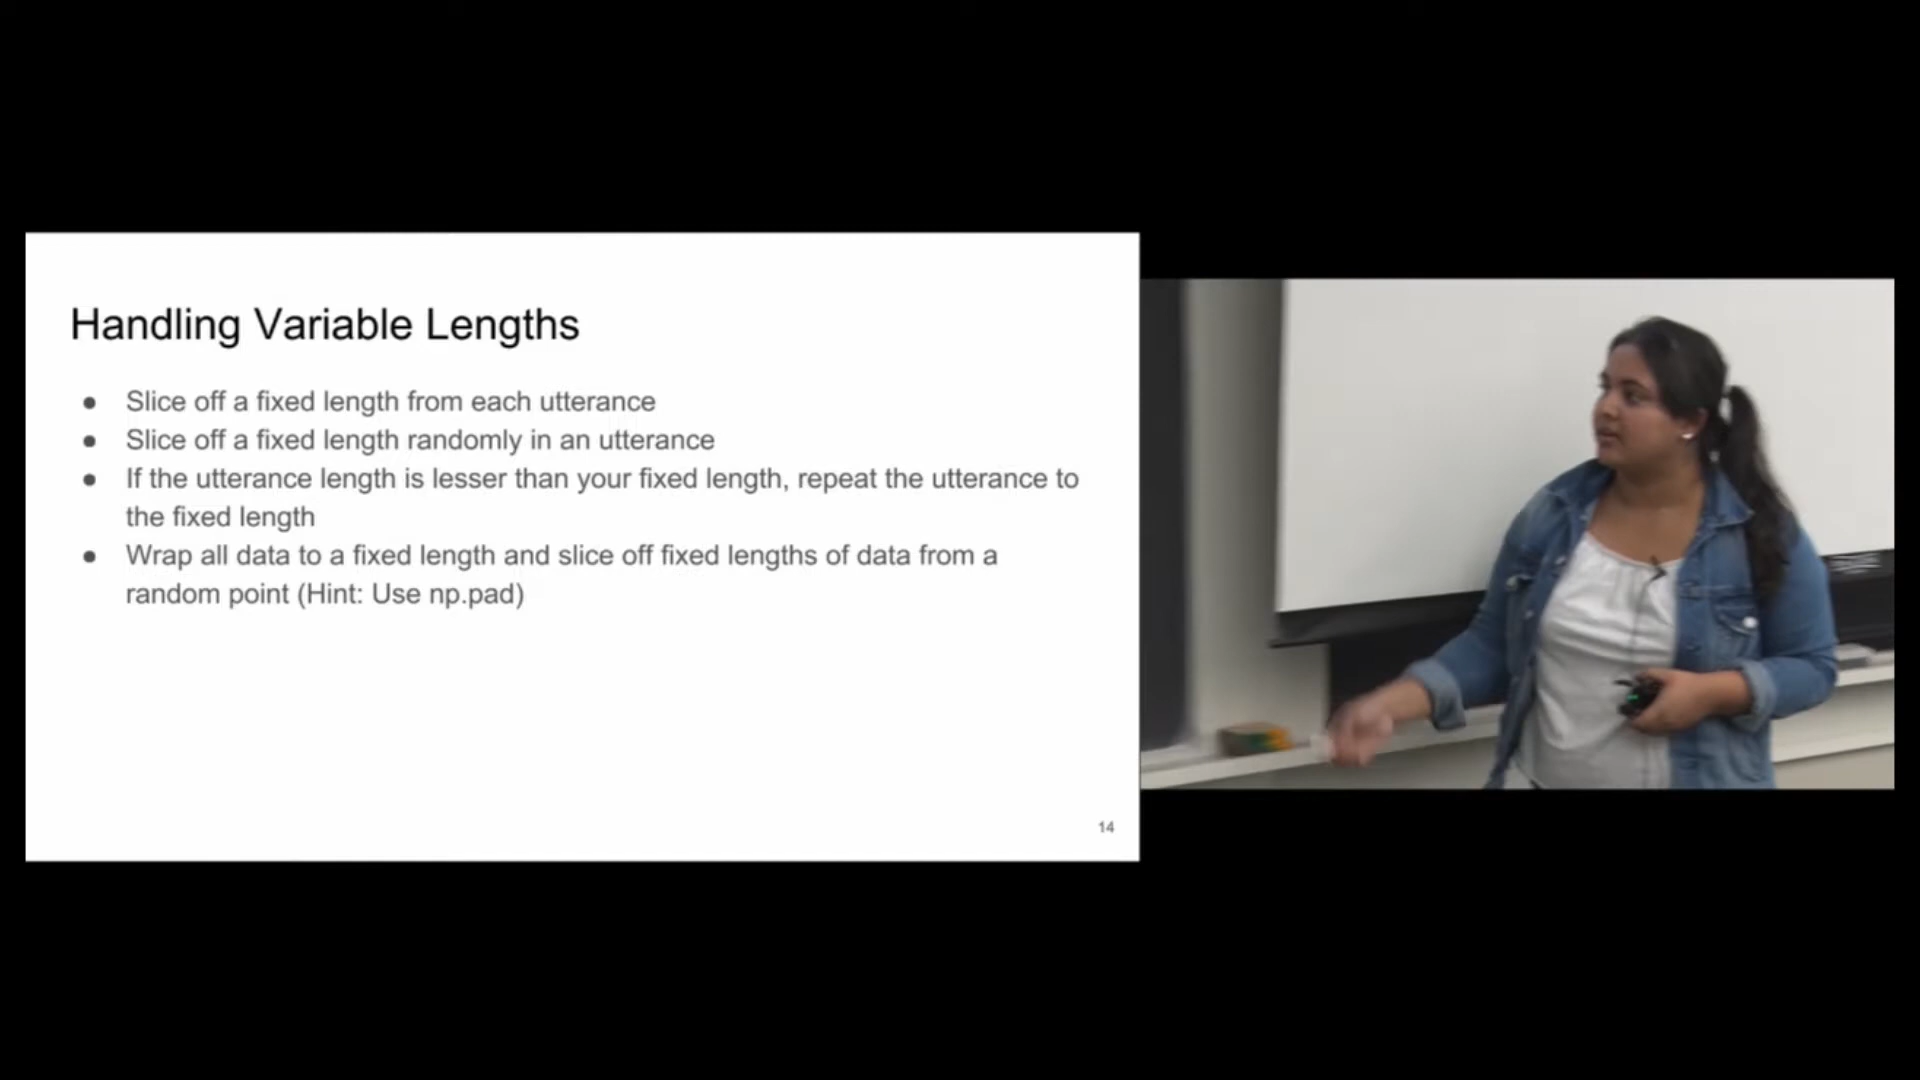 Handling Variable Lengths
● Slice off a fixed length from each utterance
● Slice off a fixed length randomly in an utterance
● If the utterance length is lesser than your fixed length, repeat the utterance to
the fixed length
● Wrap all data to a fixed length and slice off fixed lengths of data from a
random point (Hint: Use np.pad)
14